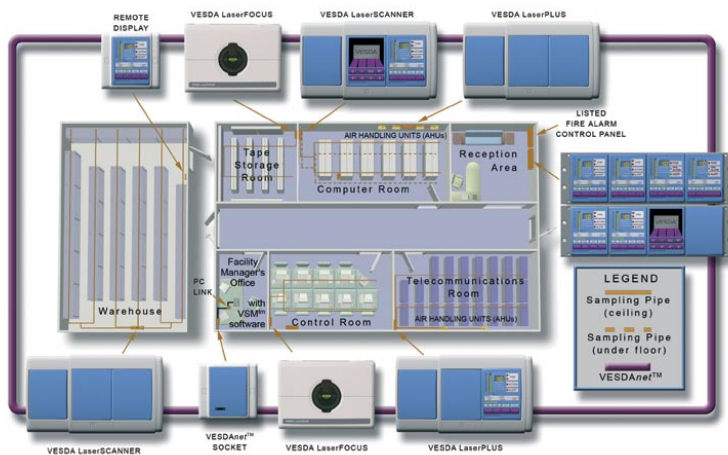 REMOTE
DISPLAY
VESDA LaserFOCUS
VESDA LaserSCANNER
VESDA LaserPLUS
LISTED
FIRE ALARM
CONTROL PANEL
AIR HANDLING UNITS (AHUs)
Tape
Storage
Room
Computer Room
Reception
Area
VESDA
Facility
Manager's
Office
PC
LINK
with
VSM™
software
Warehouse
Control Room
Telecommunications
Room
AIR HANDLING UNITS (AHUs)
LEGEND
Sampling Pipe
(ceiling)
Sampling Pipe
(under floor)
VESDAnet™
VESDA LaserSCANNER
VESDAnet™
SOCKET
VESDA LaserFOCUS
VESDA LaserPLUS